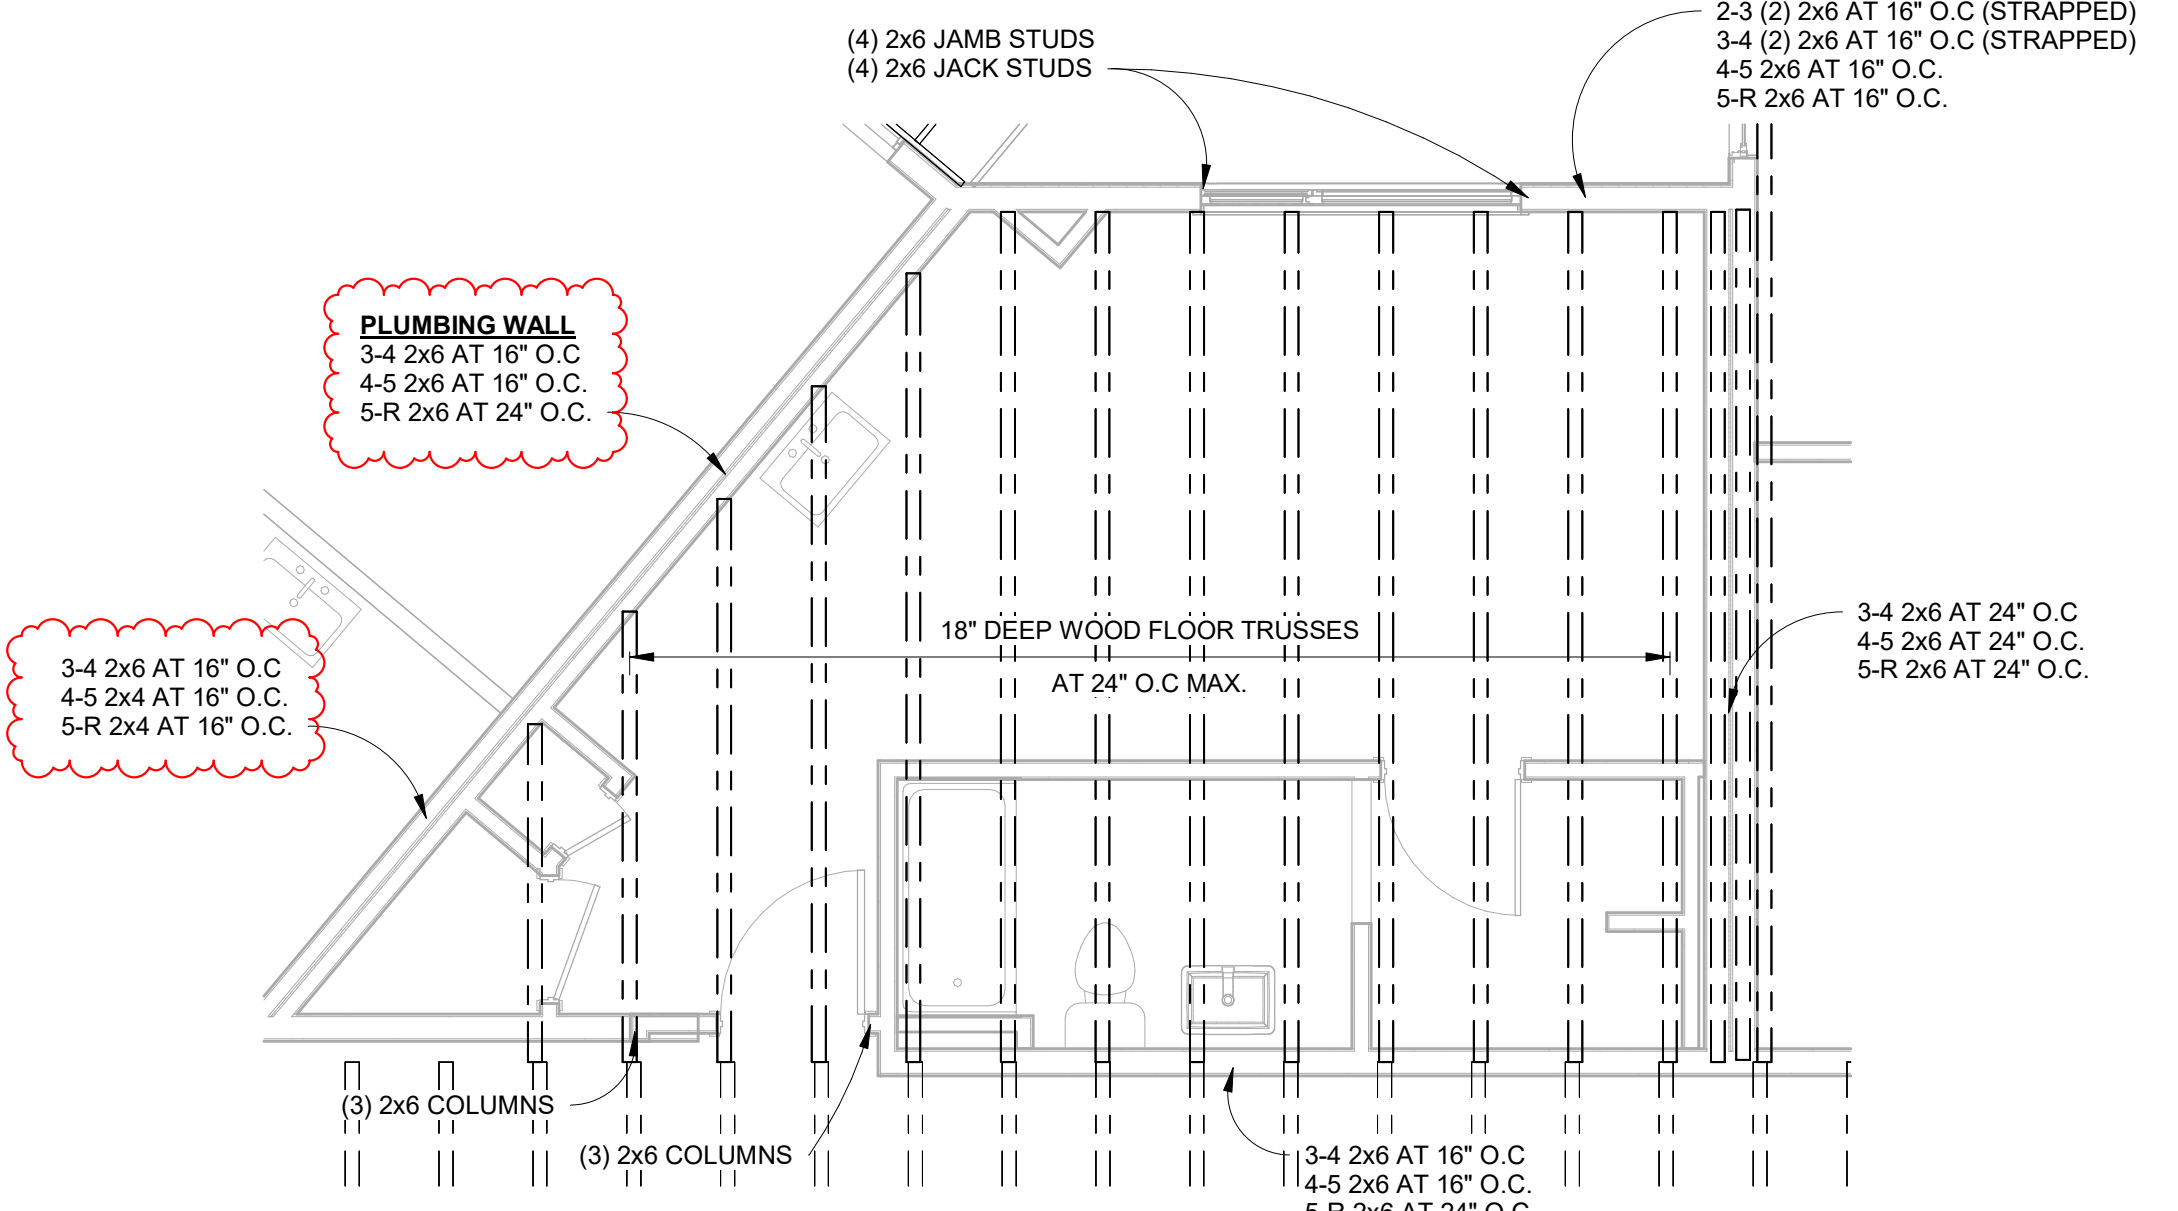 (4) 2x6 JAMB STUDS
(4) 2x6 JACK STUDS
2-3 (2) 2x6 AT 16" O.C (STRAPPED)
3-4 (2) 2x6 AT 16" O.C (STRAPPED)
4-5 2x6 AT 16" O.C.
5-R 2x6 AT 16" O.C.
PLUMBING WALL
3-4 2x6 AT 16" O.C
4-5 2x6 AT 16" O.C.
5-R 2x6 AT 24" O.C.
18" DEEP WOOD FLOOR TRUSSES
AT 24" O.C MAX.
3-4 2x6 AT 24" O.C
4-5 2x6 AT 24" O.C.
5-R 2x6 AT 24" O.C.
3-4 2x6 AT 16" O.C
4-5 2x4 AT 16" O.C.
5-R 2x4 AT 16" O.C.
(3) 2x6 COLUMNS
(3) 2x6 COLUMNS
3-4 2x6 AT 16" O.C
4-5 2x6 AT 16" O.C.
5-R 2x6 AT 24" O.C.